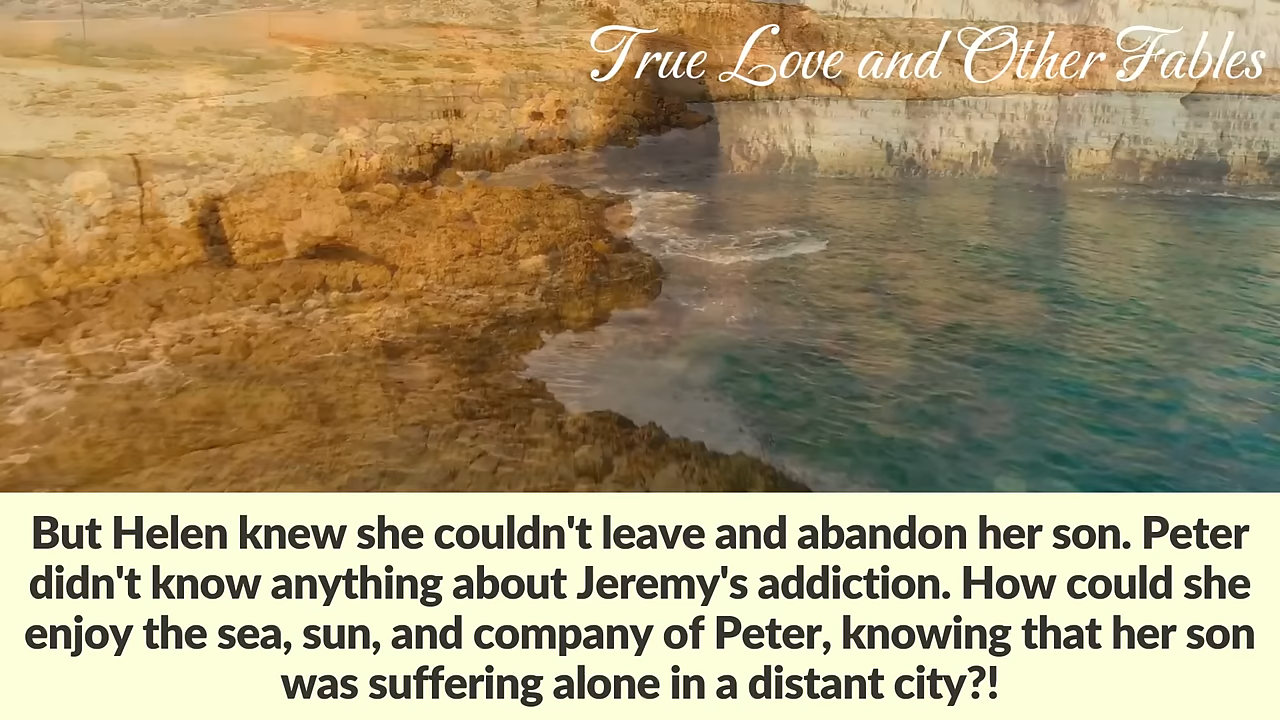 True Love and Other Fables
But Helen knew she couldn't leave and abandon her son. Peter
didn't know anything about Jeremy's addiction. How could she
enjoy the sea, sun, and company of Peter, knowing that her son
was suffering alone in a distant city?!